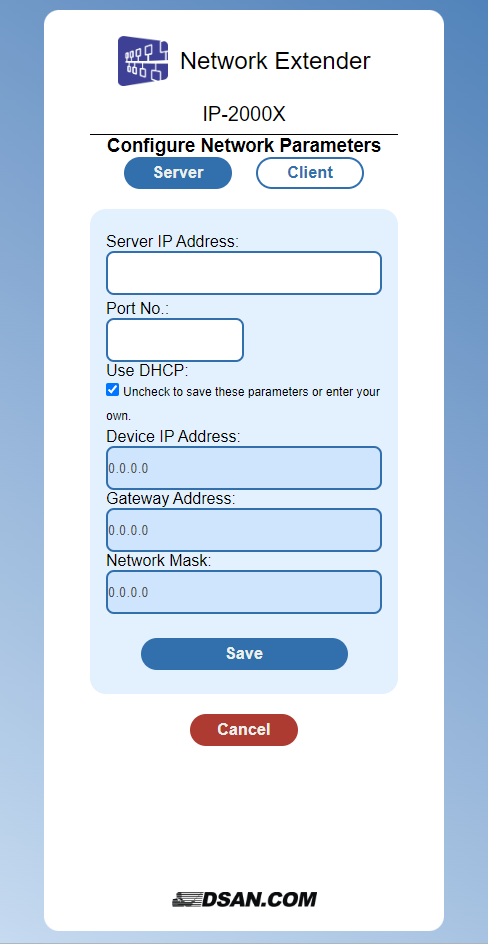 Network Extender
IP-2000X
Configure Network Parameters
Server Client
Server IP Address:
Port No.:
Use DHCP:
Uncheck to save these parameters or enter your
own.
Device IP Address:
0.0.0.0
Gateway Address:
0.0.0.0
Network Mask:
0.0.0.0
Save
Cancel
DSAN.COM